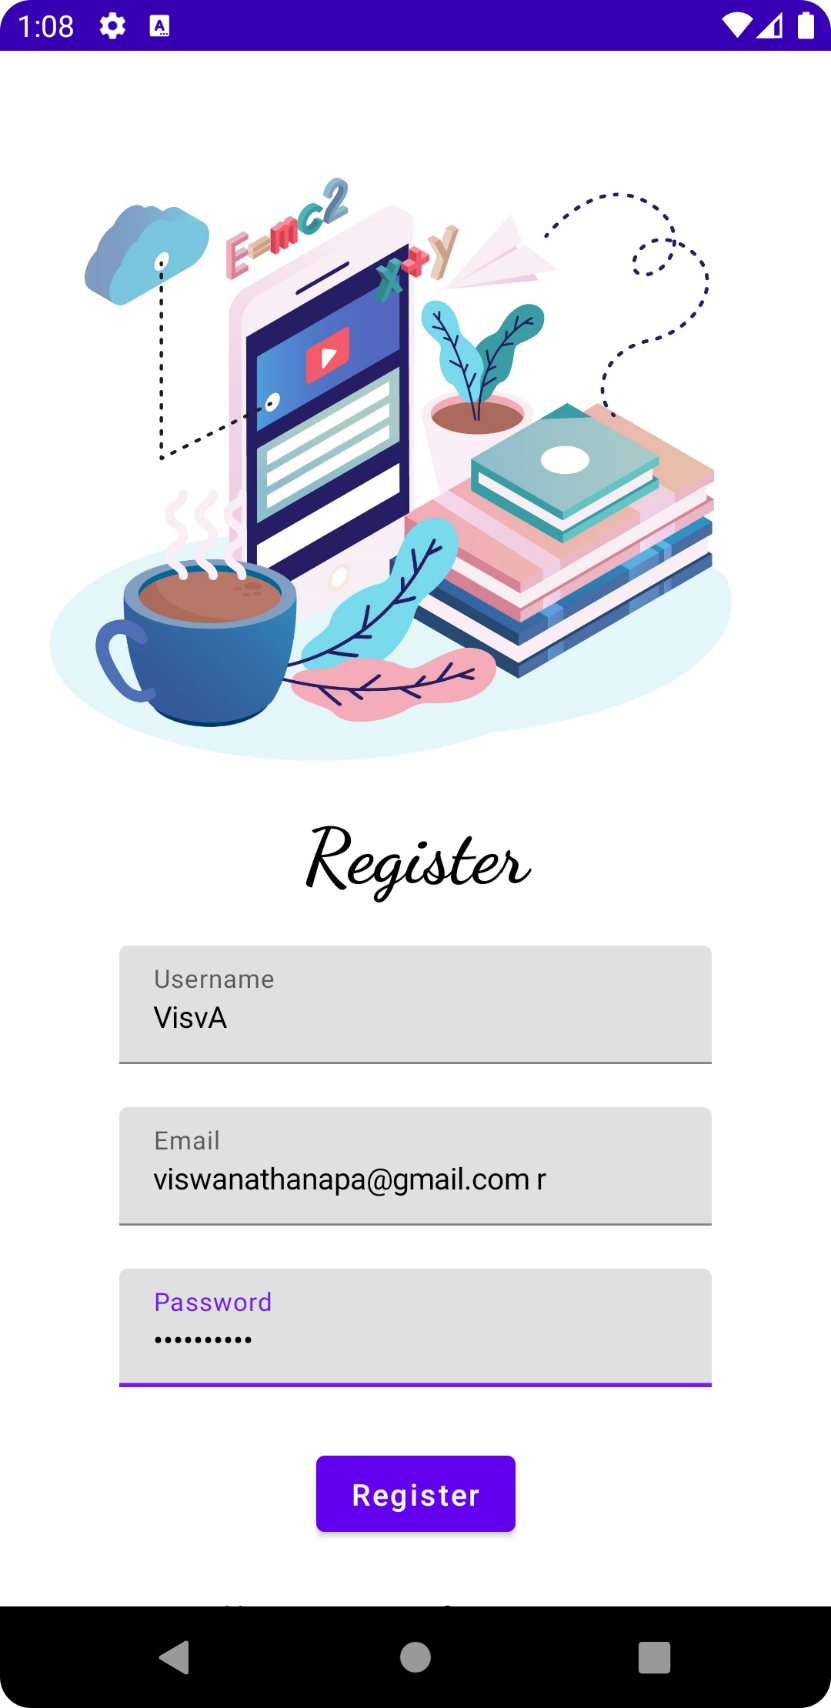 1:08
A
E=mc2
x+y
Register
Username
VisvA
Email
viswanathanapa@gmail.com r
Password
••••••••••
Register